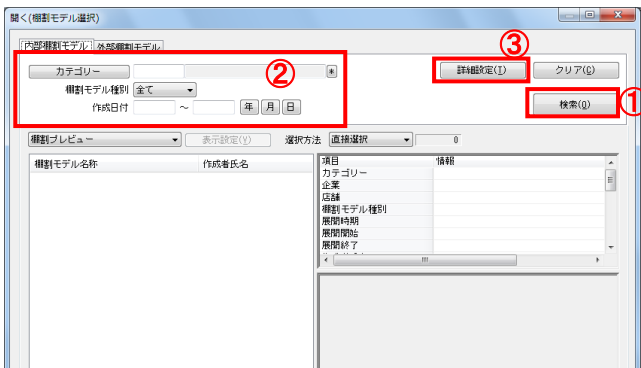 開く(棚割モデル選択)
内部棚割モデル 外部棚割モデル
③
カテゴリー ② * 詳細設定(I) クリア(C)
棚割モデル種別 全て
作成日付 ～ 年 月 日 検索(Q) ①
棚割プレビュー 表示設定(V) 選択方法 直接選択 0
棚割モデル名称 作成者氏名 項目 情報
カテゴリー
企業
店舗
棚割モデル種別
展開時期
展開開始
展開終了